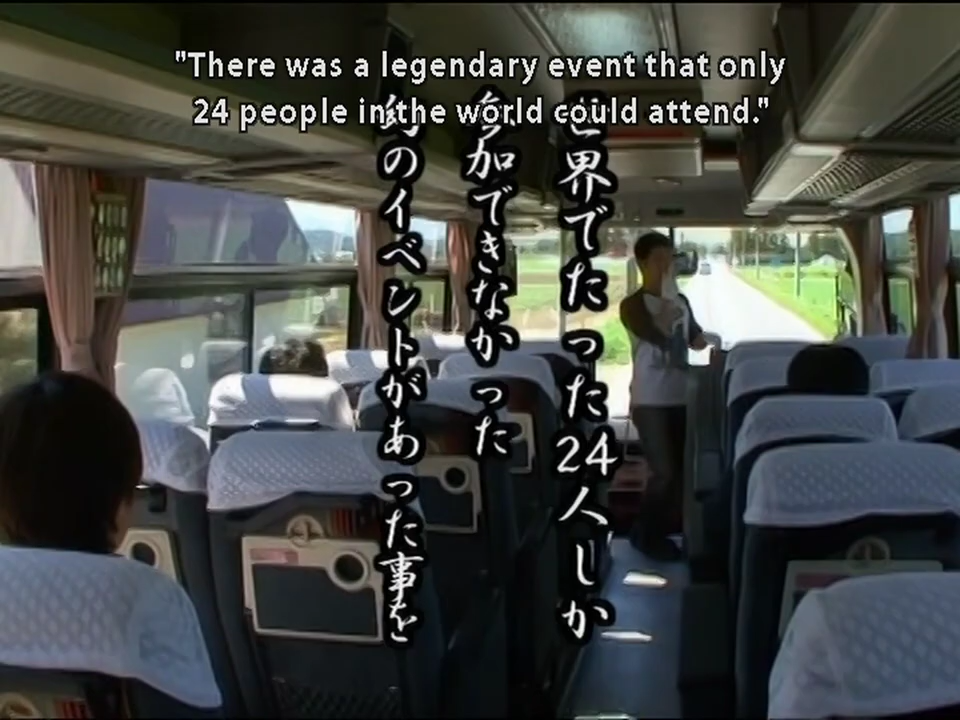 "There was a legendary event that only
24 people in the world could attend."
世界でたった24人しか
参加できなかった
幻のイベントがあった事を